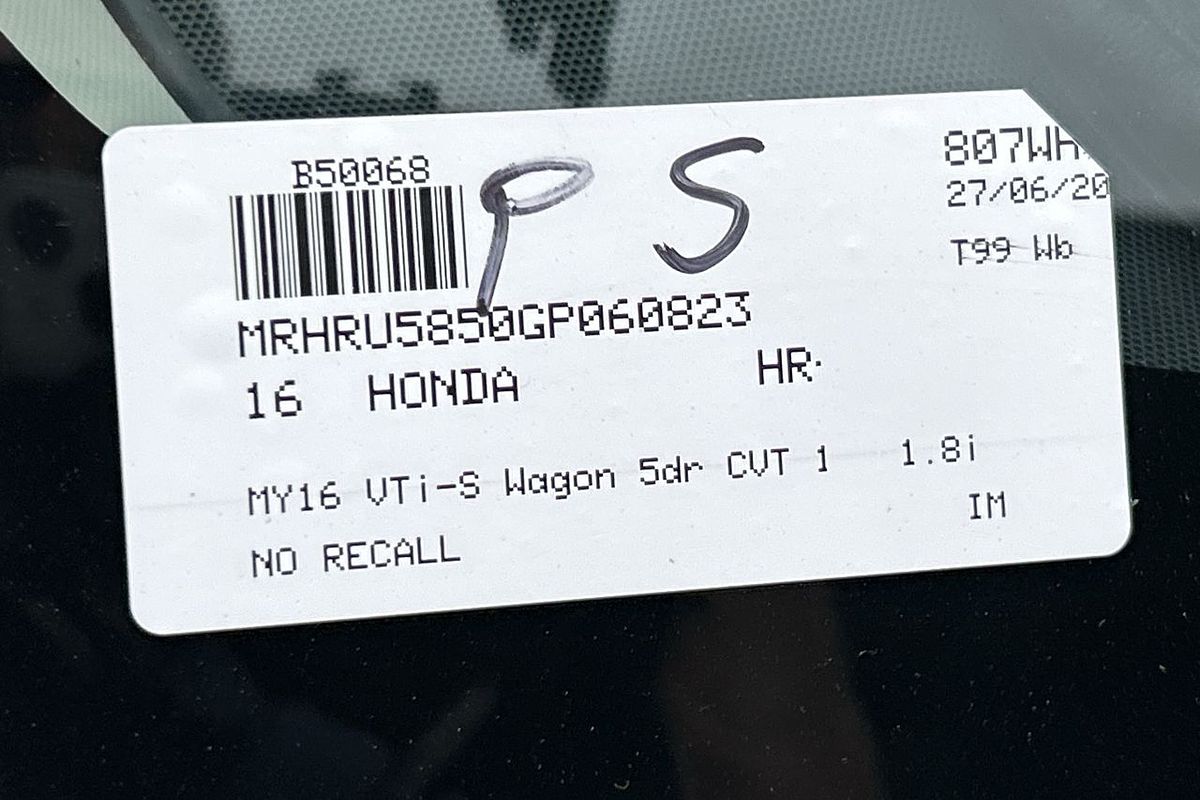 B50068 P S 807WH
27/06/20
T99 Wb
MRHRU5850GP060823
16 HONDA HR
MY16 VTi-S Wagon 5dr CVT 1 1.8i
IM
NO RECALL